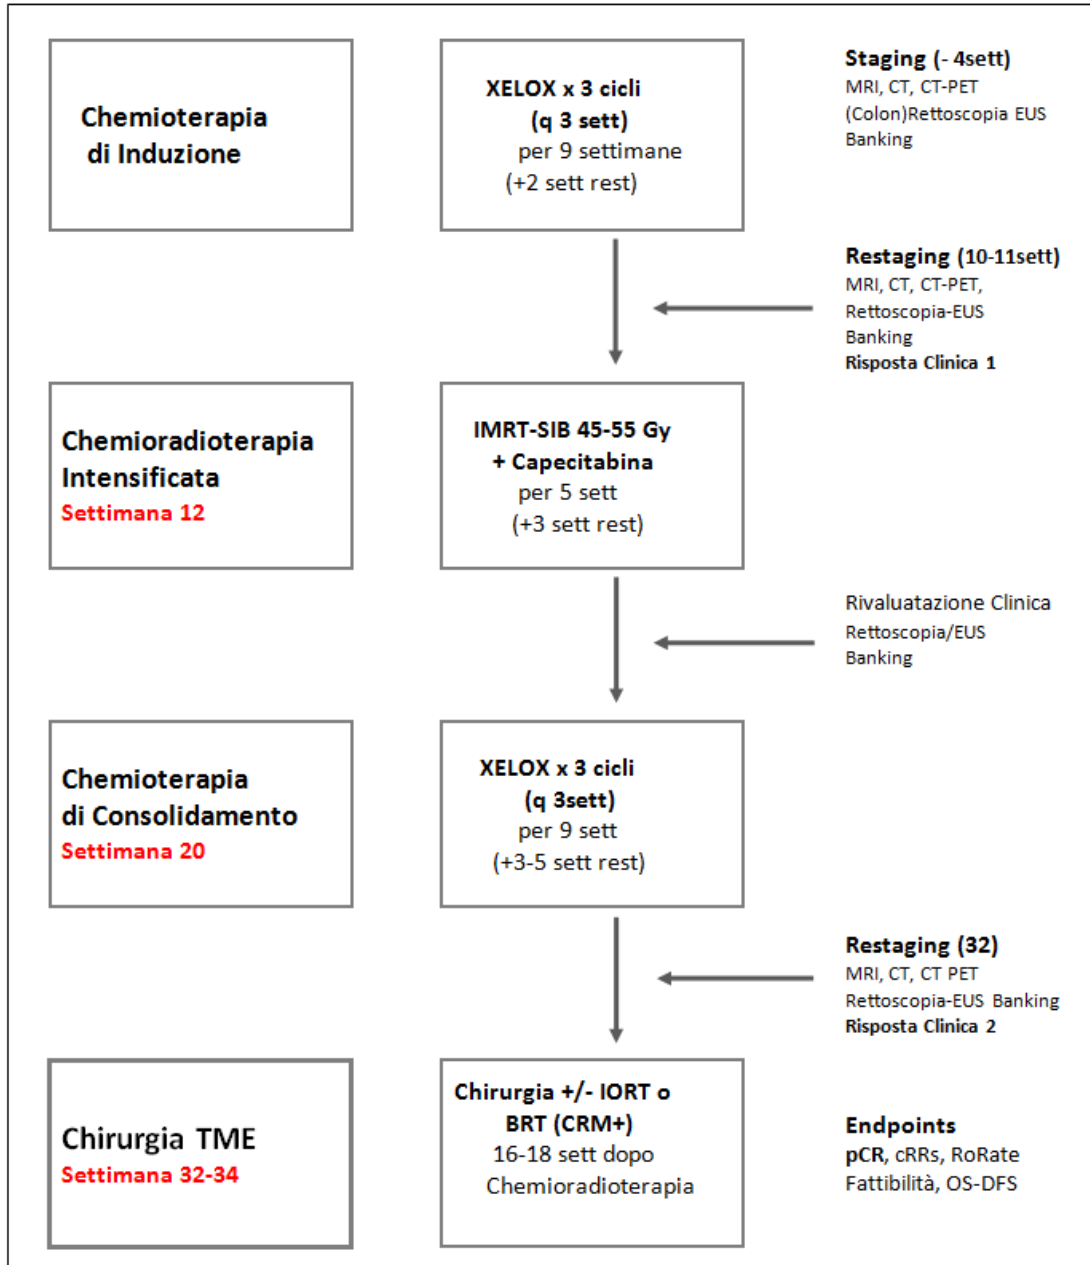 Chemioterapia
di Induzione
XELOX x 3 cicli
(q 3 sett)
per 9 settimane
(+2 sett rest)
Staging (- 4sett)
MRI, CT, CT-PET
(Colon)Rettoscopia EUS
Banking
Restaging (10-11sett)
MRI, CT, CT-PET,
Rettoscopia-EUS
Banking
Risposta Clinica 1
Chemioradioterapia
Intensificata
Settimana 12
IMRT-SIB 45-55 Gy
+ Capecitabina
per 5 sett
(+3 sett rest)
Rivaluatazione Clinica
Rettoscopia/EUS
Banking
Chemioterapia
di Consolidamento
Settimana 20
XELOX x 3 cicli
(q 3sett)
per 9 sett
(+3-5 sett rest)
Restaging (32)
MRI, CT, CT PET
Rettoscopia-EUS Banking
Risposta Clinica 2
Chirurgia TME
Settimana 32-34
Chirurgia +/- IORT o
BRT (CRM+)
16-18 sett dopo
Chemioradioterapia
Endpoints
pCR, cRRs, RoRate
Fattibilità, OS-DFS